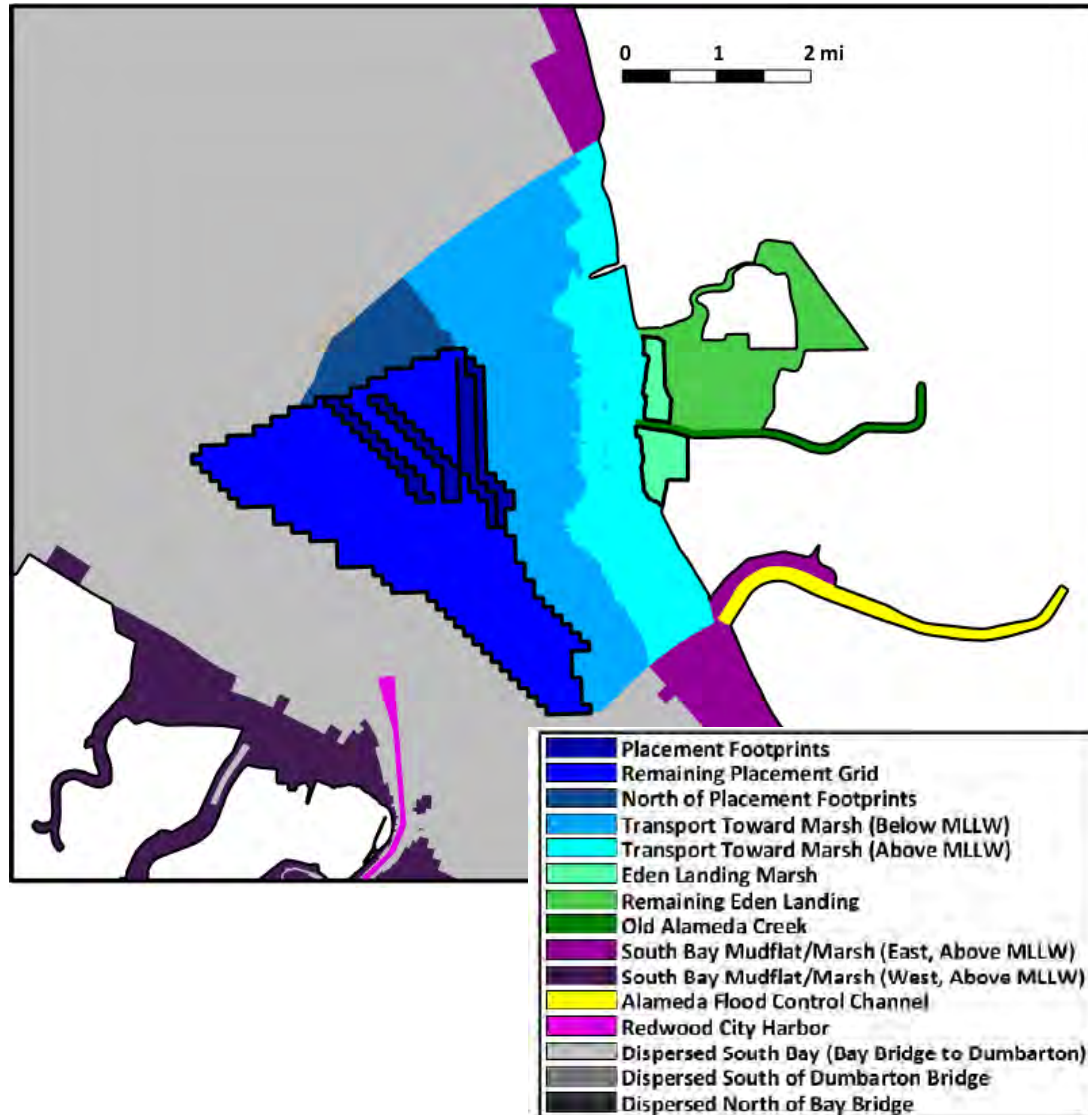 0 1 2 mi
Placement Footprints
Remaining Placement Grid
North of Placement Footprints
Transport Toward Marsh (Below MLLW)
Transport Toward Marsh (Above MLLW)
Eden Landing Marsh
Remaining Eden Landing
Old Alameda Creek
South Bay Mudflat/Marsh (East, Above MLLW)
South Bay Mudflat/Marsh (West, Above MLLW)
Alameda Flood Control Channel
Redwood City Harbor
Dispersed South Bay (Bay Bridge to Dumbarton)
Dispersed South of Dumbarton Bridge
Dispersed North of Bay Bridge